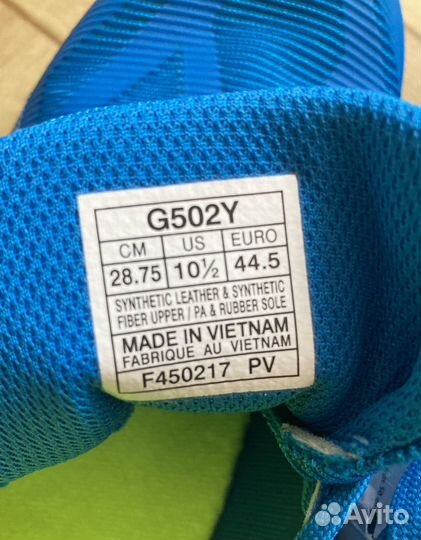 G502Y
CM US EURO
28.75 10½ 44.5
SYNTHETIC LEATHER & SYNTHETIC
FIBER UPPER / PA & RUBBER SOLE
MADE IN VIETNAM
FABRIQUE AU VIETNAM
F450217 PV
Avito